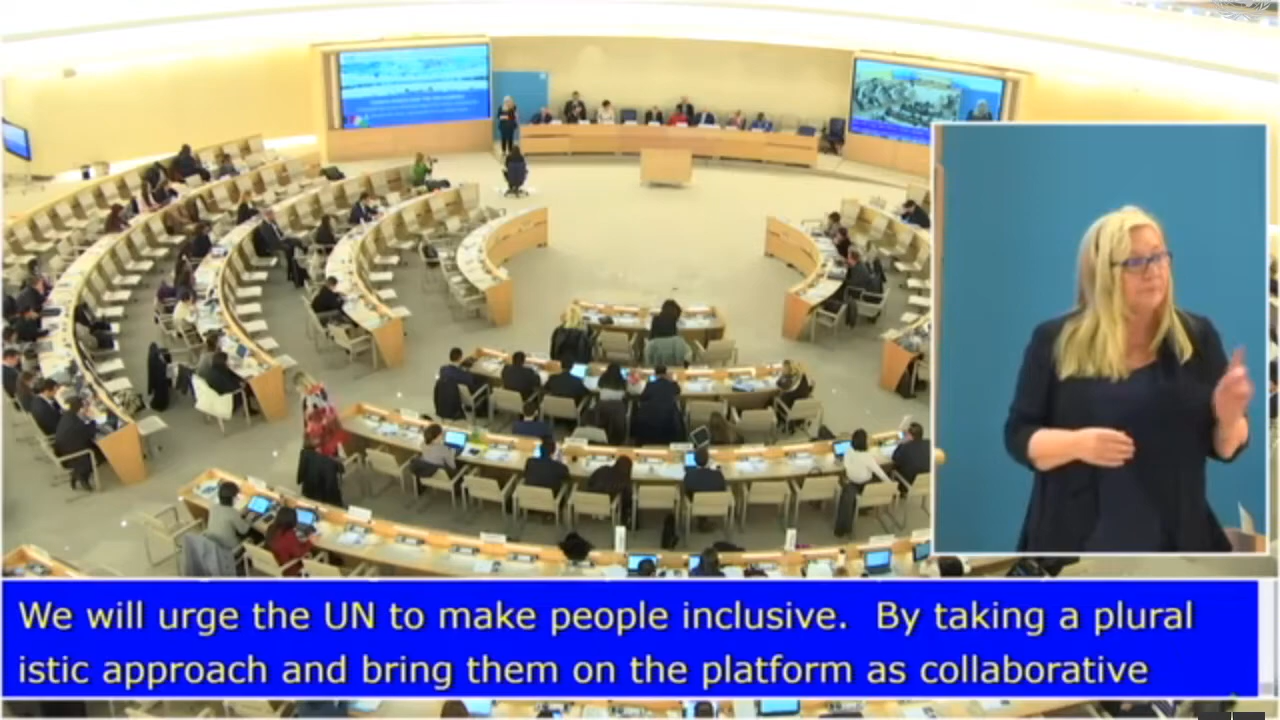 We will urge the UN to make people inclusive.  By taking a plural
istic approach and bring them on the platform as collaborative